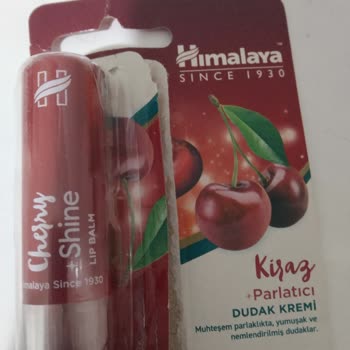 Himalaya
SINCE 1930
Cherry
+Shine
LIP BALM
Himalaya Since 1930
Kiraz
+Parlatıcı
DUDAK KREMİ
Muhteşem parlaklıkta, yumuşak ve
nemlendirilmiş dudaklar.